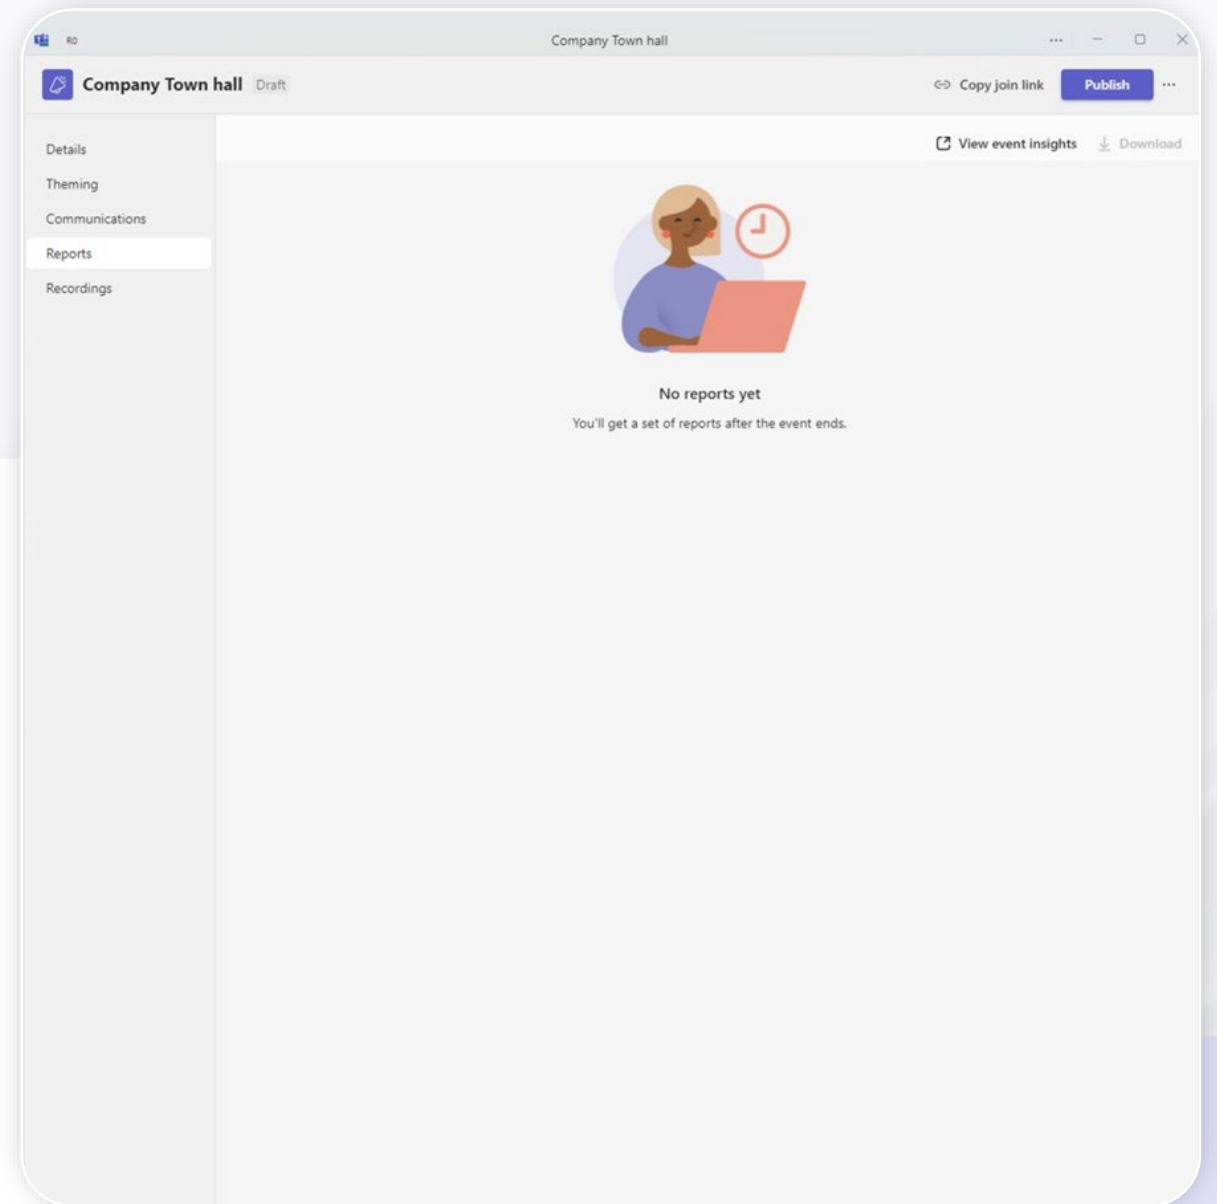 RO Company Town hall
Company Town hall Draft Copy join link Publish
View event insights Download
Details
Theming
Communications
Reports
Recordings
No reports yet
You'll get a set of reports after the event ends.